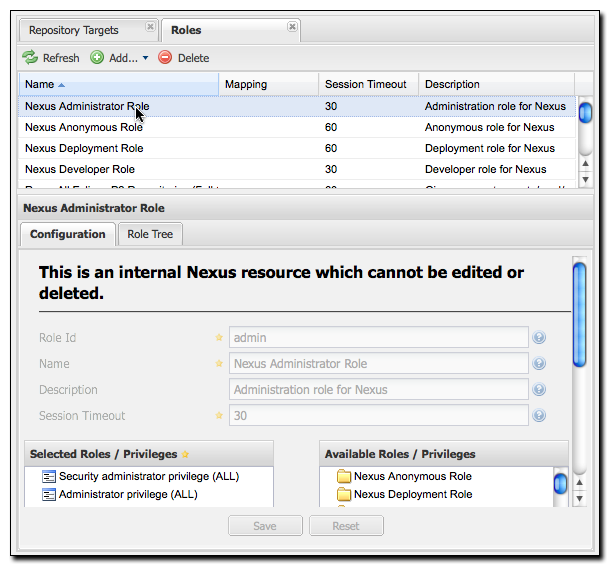 Repository Targets Roles
Refresh Add... Delete
Name Mapping Session Timeout Description
Nexus Administrator Role 30 Administration role for Nexus
Nexus Anonymous Role 60 Anonymous role for Nexus
Nexus Deployment Role 60 Deployment role for Nexus
Nexus Developer Role 30 Developer role for Nexus
Nexus Administrator Role
Configuration Role Tree
This is an internal Nexus resource which cannot be edited or
deleted.
Role Id admin
Name Nexus Administrator Role
Description Administration role for Nexus
Session Timeout 30
Selected Roles / Privileges Available Roles / Privileges
Security administrator privilege (ALL) Nexus Anonymous Role
Administrator privilege (ALL) Nexus Deployment Role
Save Reset